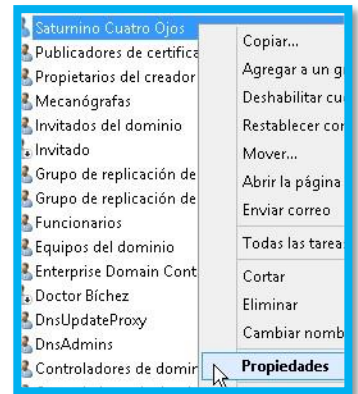 Saturnino Cuatro Ojos
Publicadores de certifica
Propietarios del creador
Mecanógrafas
Invitados del dominio
Invitado
Grupo de replicación de
Grupo de replicación de
Funcionarios
Equipos del dominio
Enterprise Domain Cont
Doctor Bíchez
DnsUpdateProxy
DnsAdmins
Controladores de domir
Copiar...
Agregar a un g
Deshabilitar cu
Restablecer cor
Mover...
Abrir la página
Enviar correo
Todas las tarea
Cortar
Eliminar
Cambiar nomb
Propiedades